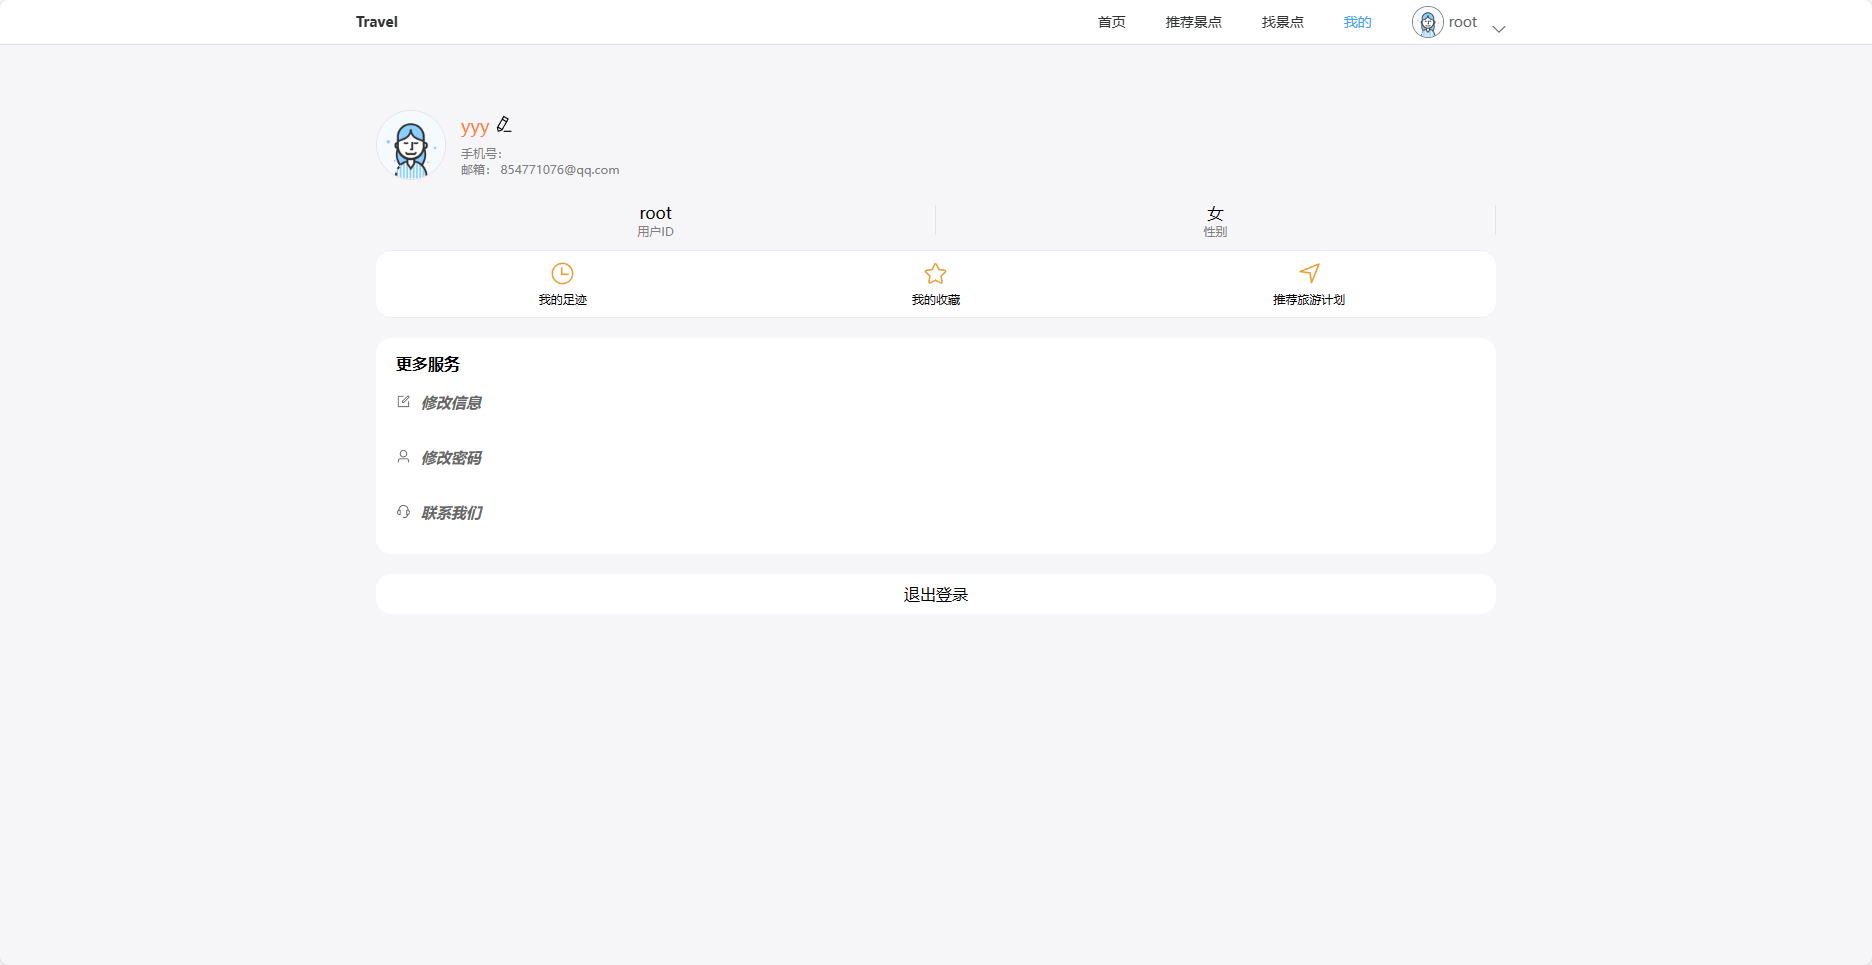 Travel 首页 推荐景点 找景点 我的 root
yyy
手机号：
邮箱： 854771076@qq.com
root 女
用户ID 性别
我的足迹 我的收藏 推荐旅游计划
更多服务
修改信息
修改密码
联系我们
退出登录